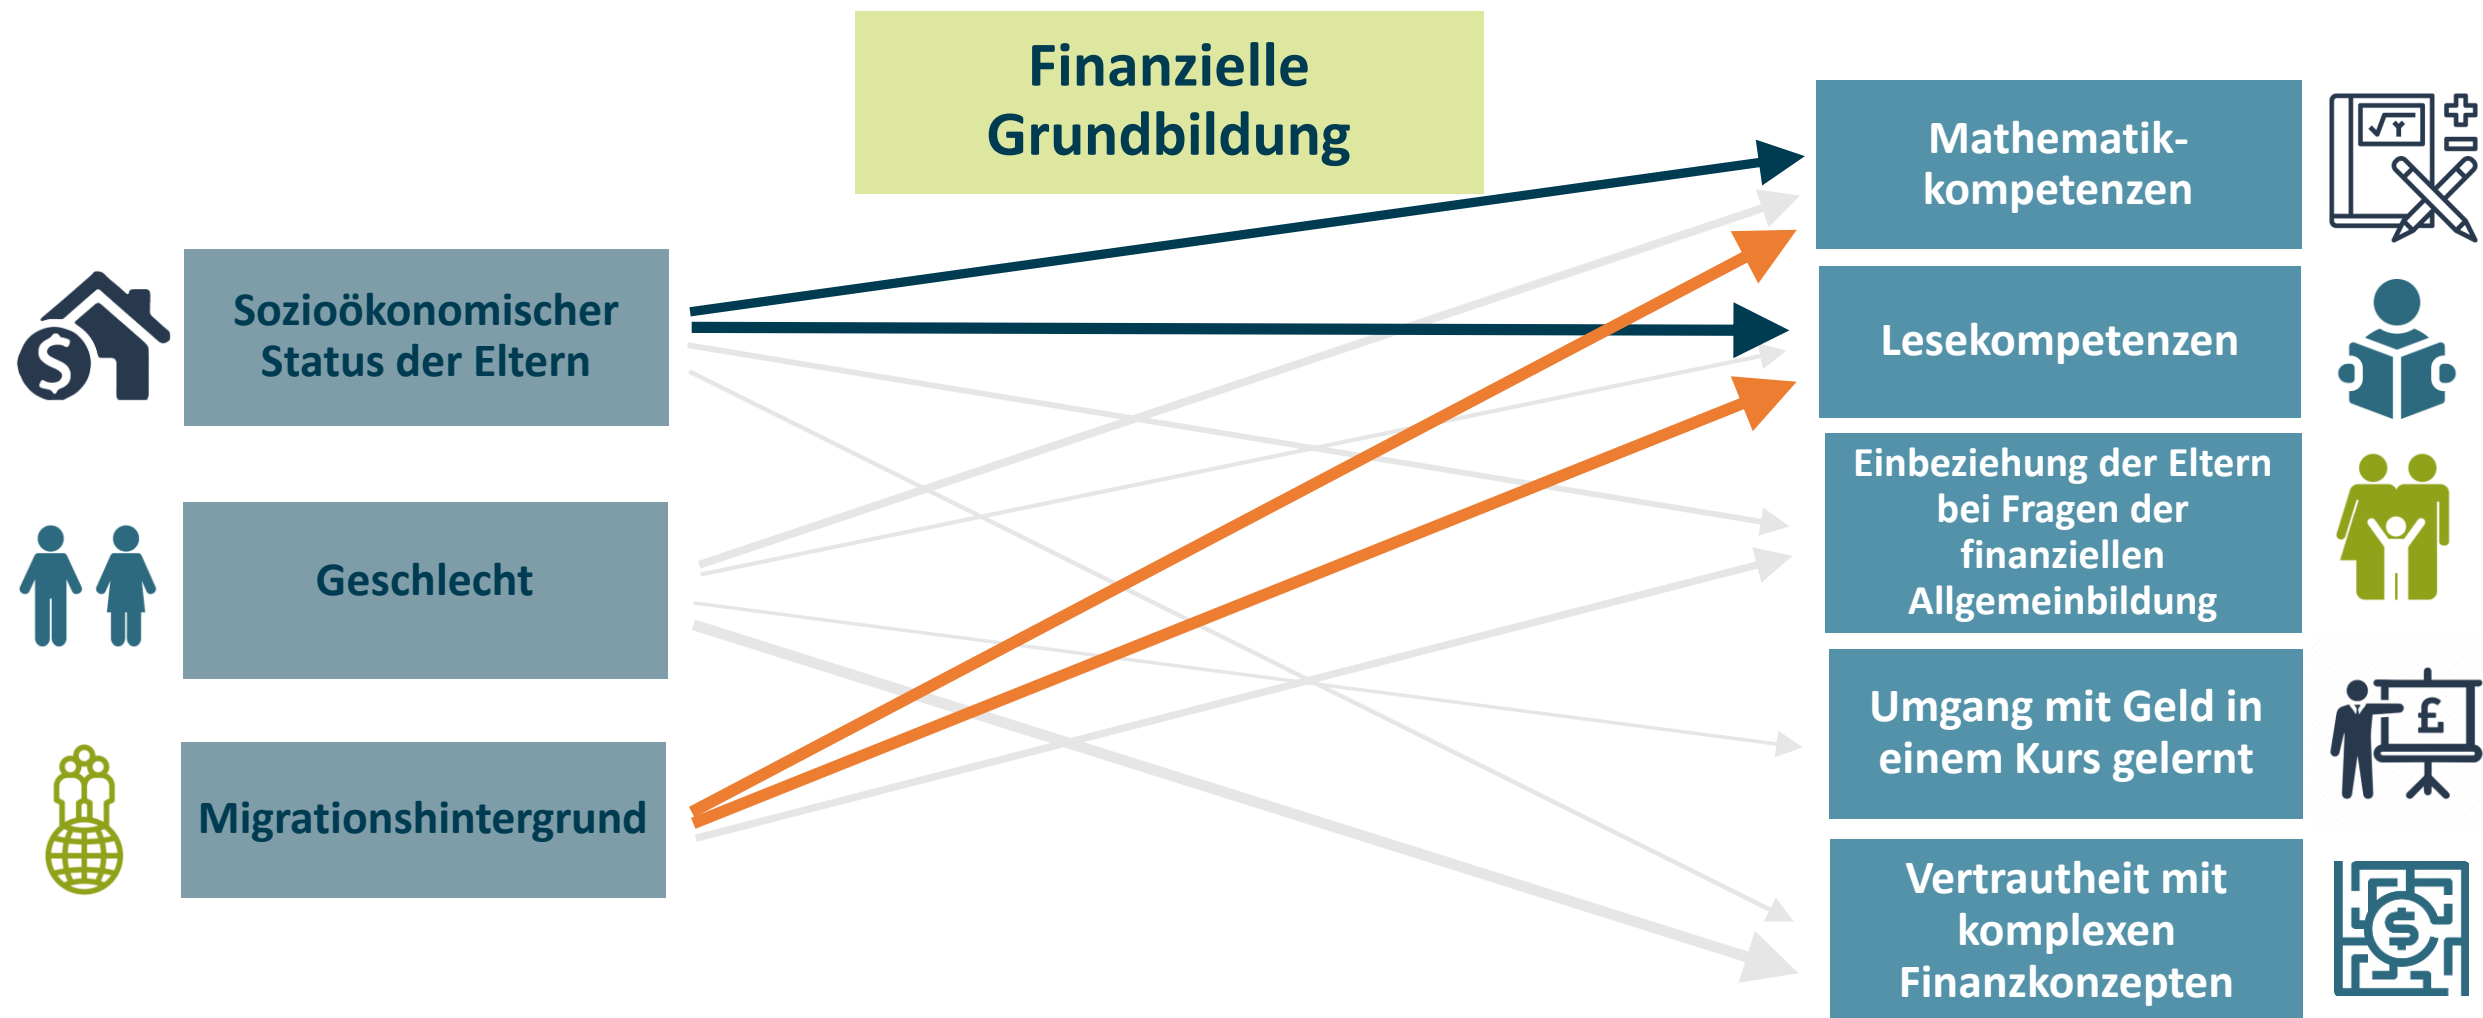 Finanzielle
Grundbildung
Sozioökonomischer
Status der Eltern
Geschlecht
Migrationshintergrund
Mathematik-
kompetenzen
Lesekompetenzen
Einbeziehung der Eltern
bei Fragen der
finanziellen
Allgemeinbildung
Umgang mit Geld in
einem Kurs gelernt
Vertrautheit mit
komplexen
Finanzkonzepten